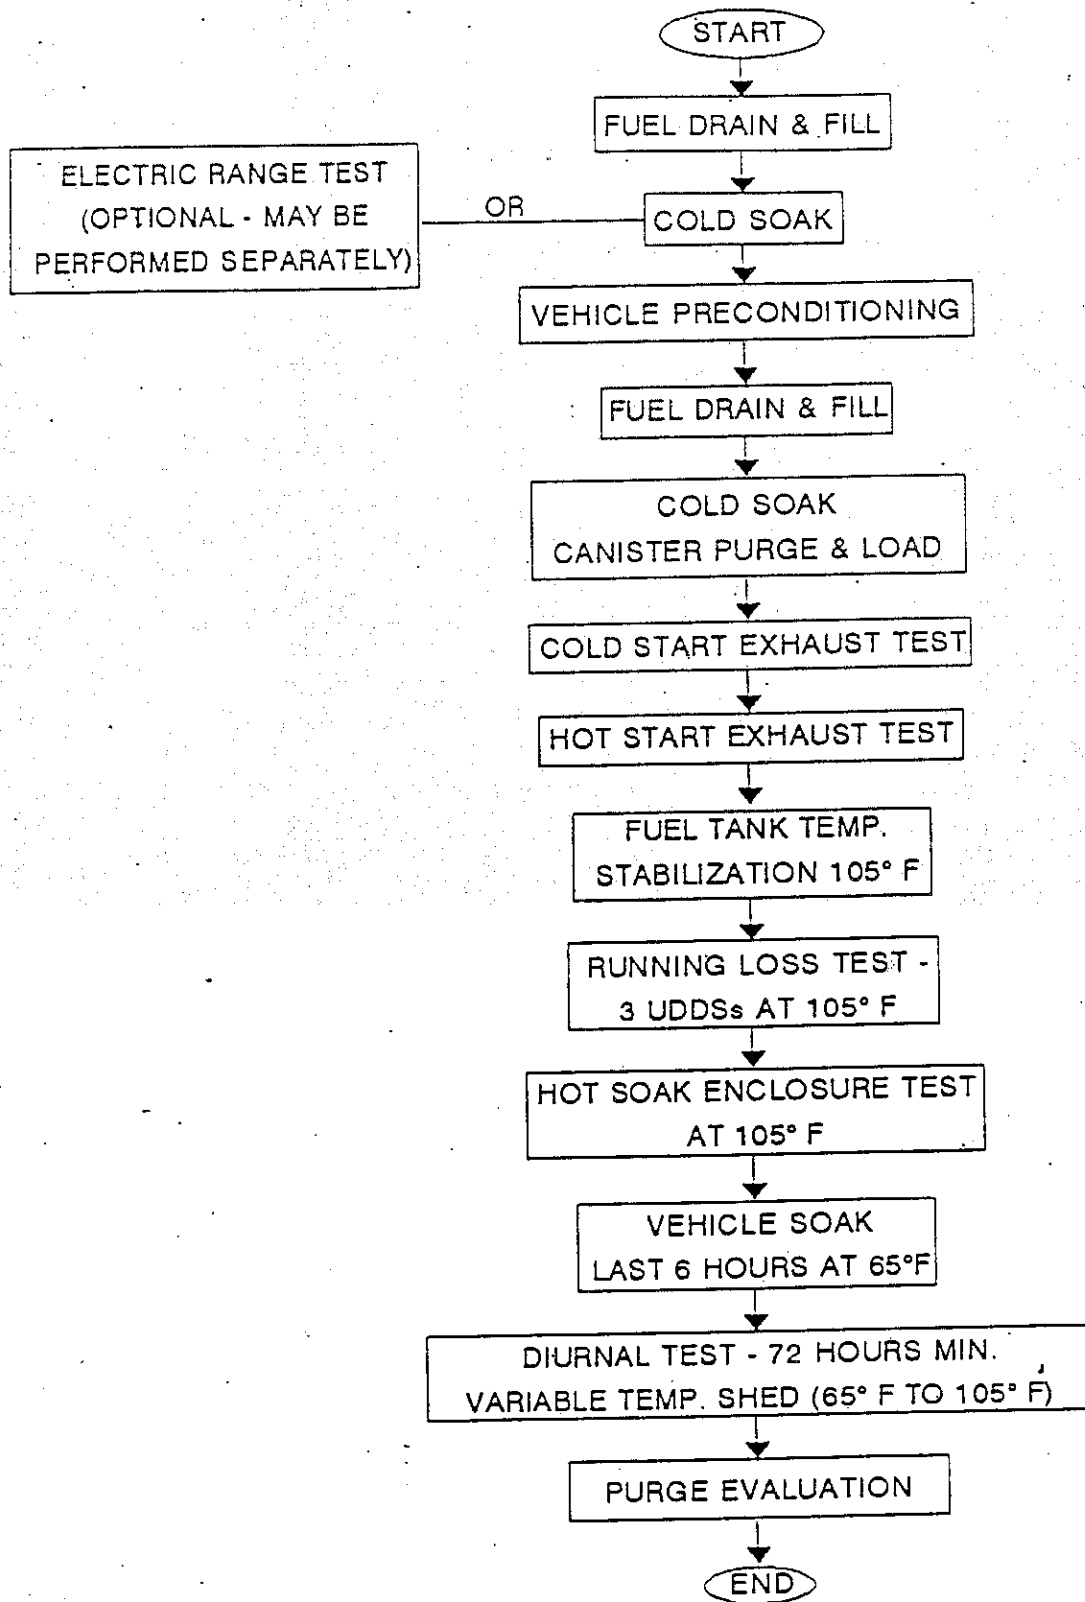 START
FUEL DRAIN & FILL
ELECTRIC RANGE TEST
(OPTIONAL - MAY BE
PERFORMED SEPARATELY)
OR
COLD SOAK
VEHICLE PRECONDITIONING
FUEL DRAIN & FILL
COLD SOAK
CANISTER PURGE & LOAD
COLD START EXHAUST TEST
HOT START EXHAUST TEST
FUEL TANK TEMP.
STABILIZATION 105° F
RUNNING LOSS TEST -
3 UDDSs AT 105° F
HOT SOAK ENCLOSURE TEST
AT 105° F
VEHICLE SOAK
LAST 6 HOURS AT 65°F
DIURNAL TEST - 72 HOURS MIN.
VARIABLE TEMP. SHED (65° F TO 105° F)
PURGE EVALUATION
END